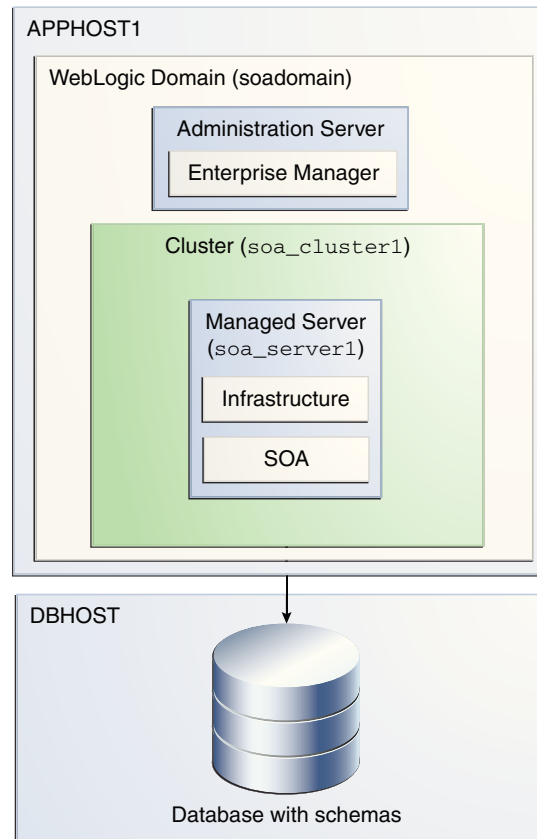 APPHOST1
WebLogic Domain (soadomain)
Administration Server
Enterprise Manager
Cluster (soa_cluster1)
Managed Server
(soa_server1)
Infrastructure
SOA
DBHOST
Database with schemas